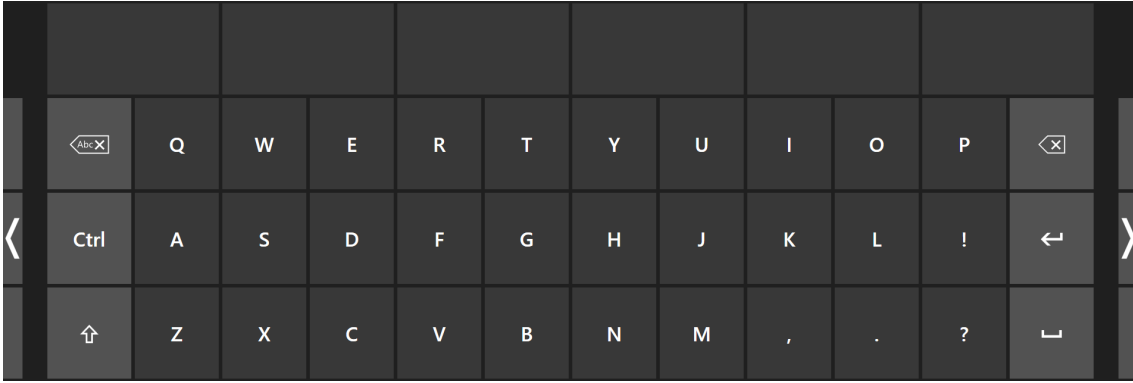 Abc Q W E R T Y U I O P
Ctrl A S D F G H J K L !
Z X C V B N M , . ?